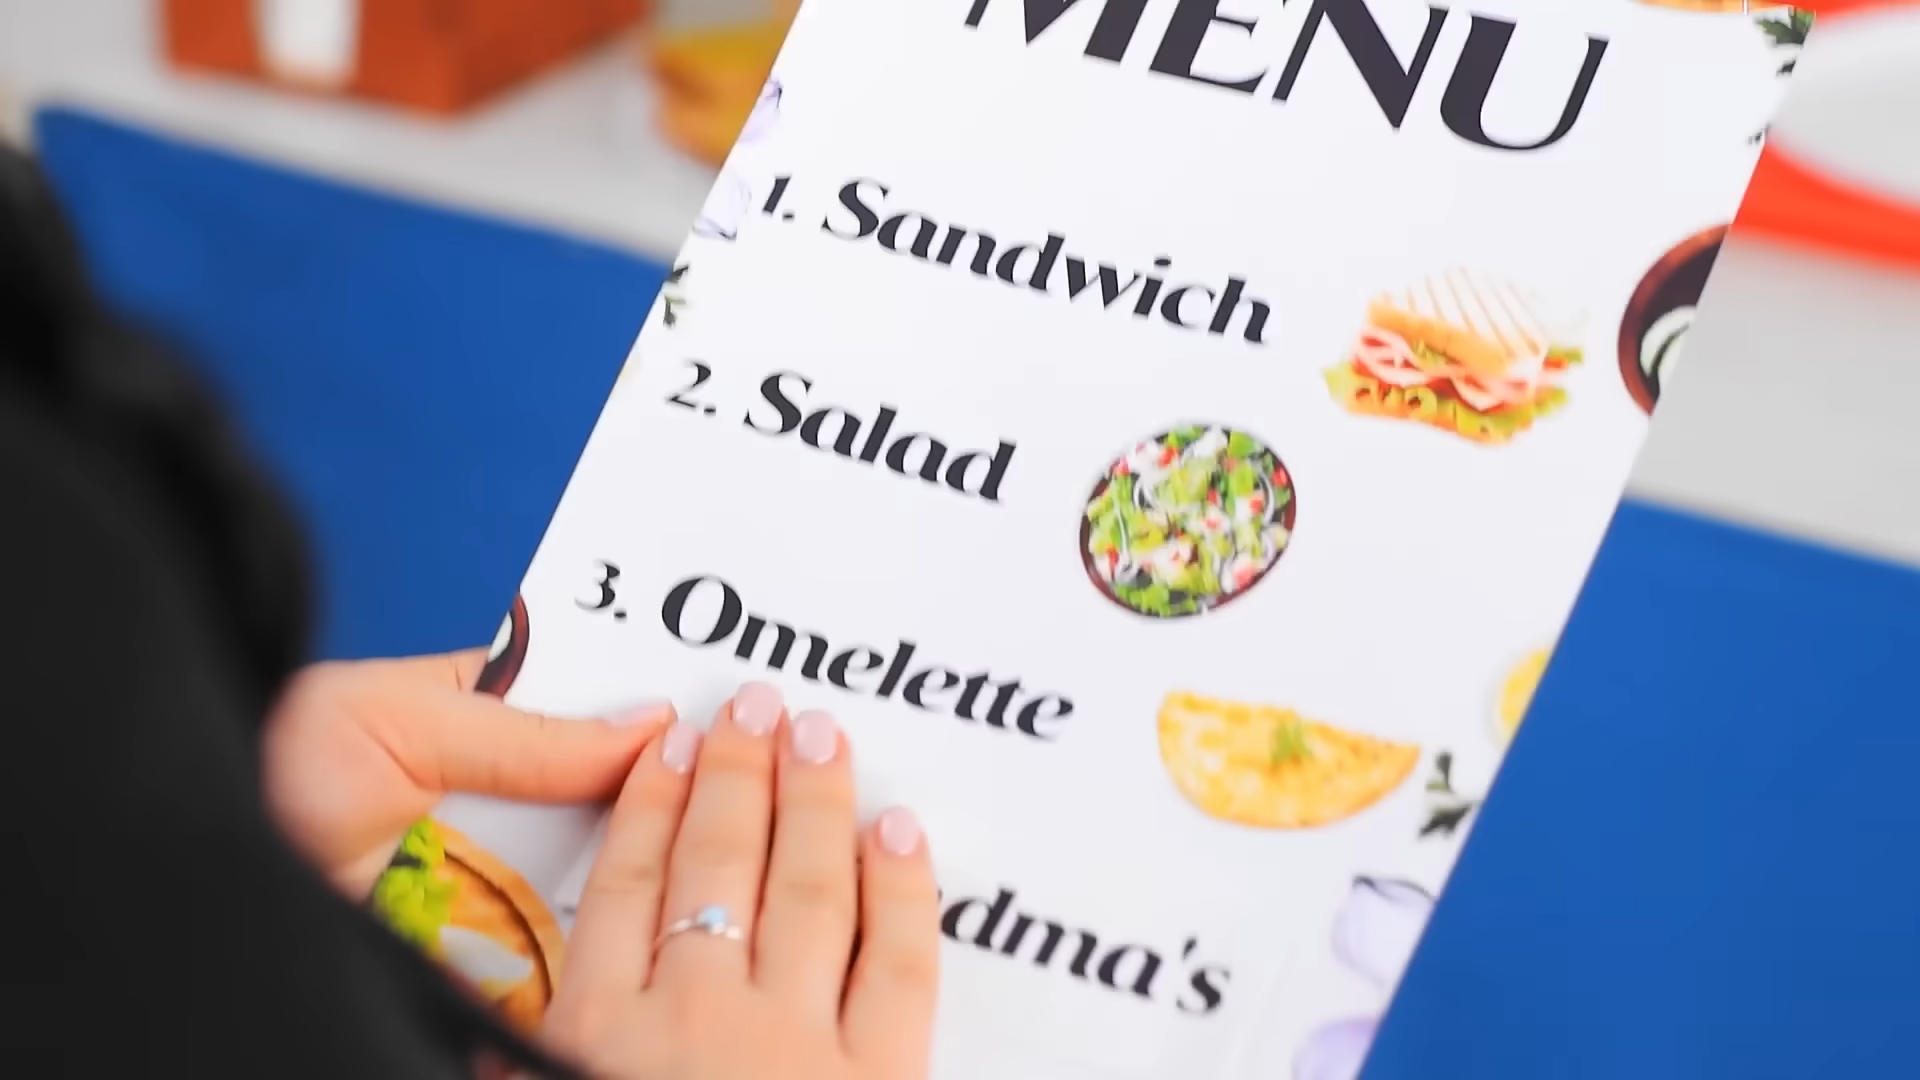 MENU
1. Sandwich
2. Salad
3. Omelette
dma's